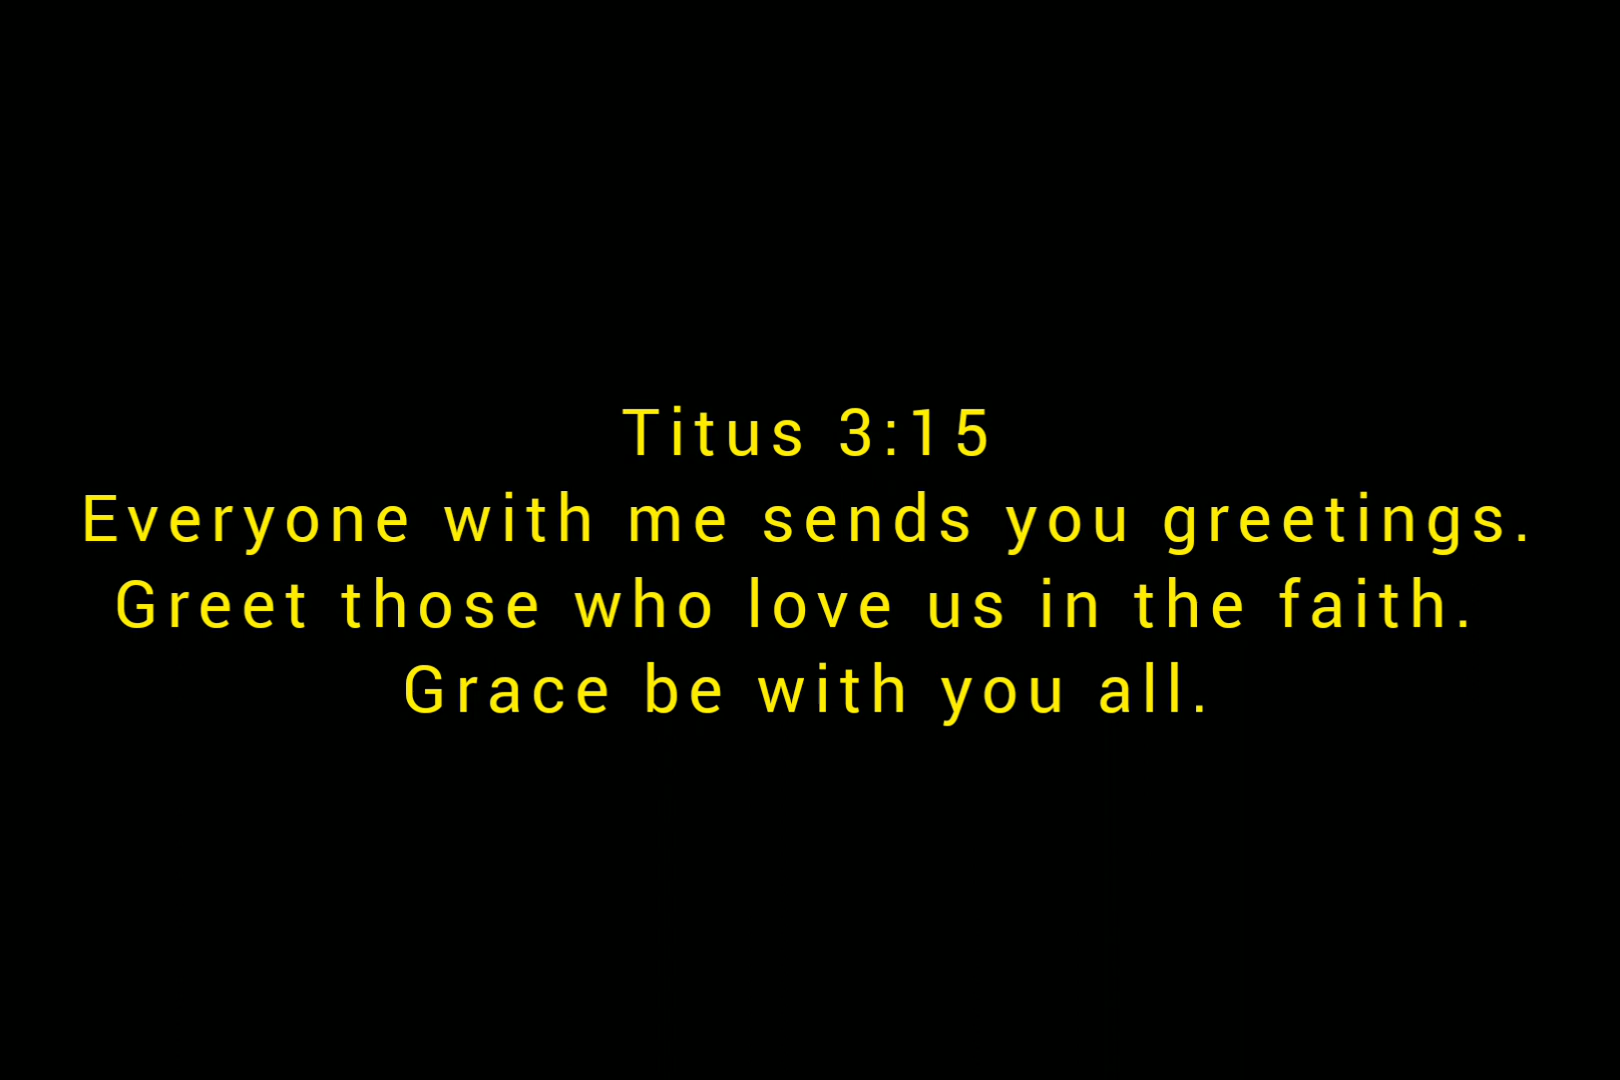 Titus 3:15
Everyone with me sends you greetings.
Greet those who love us in the faith.
Grace be with you all.